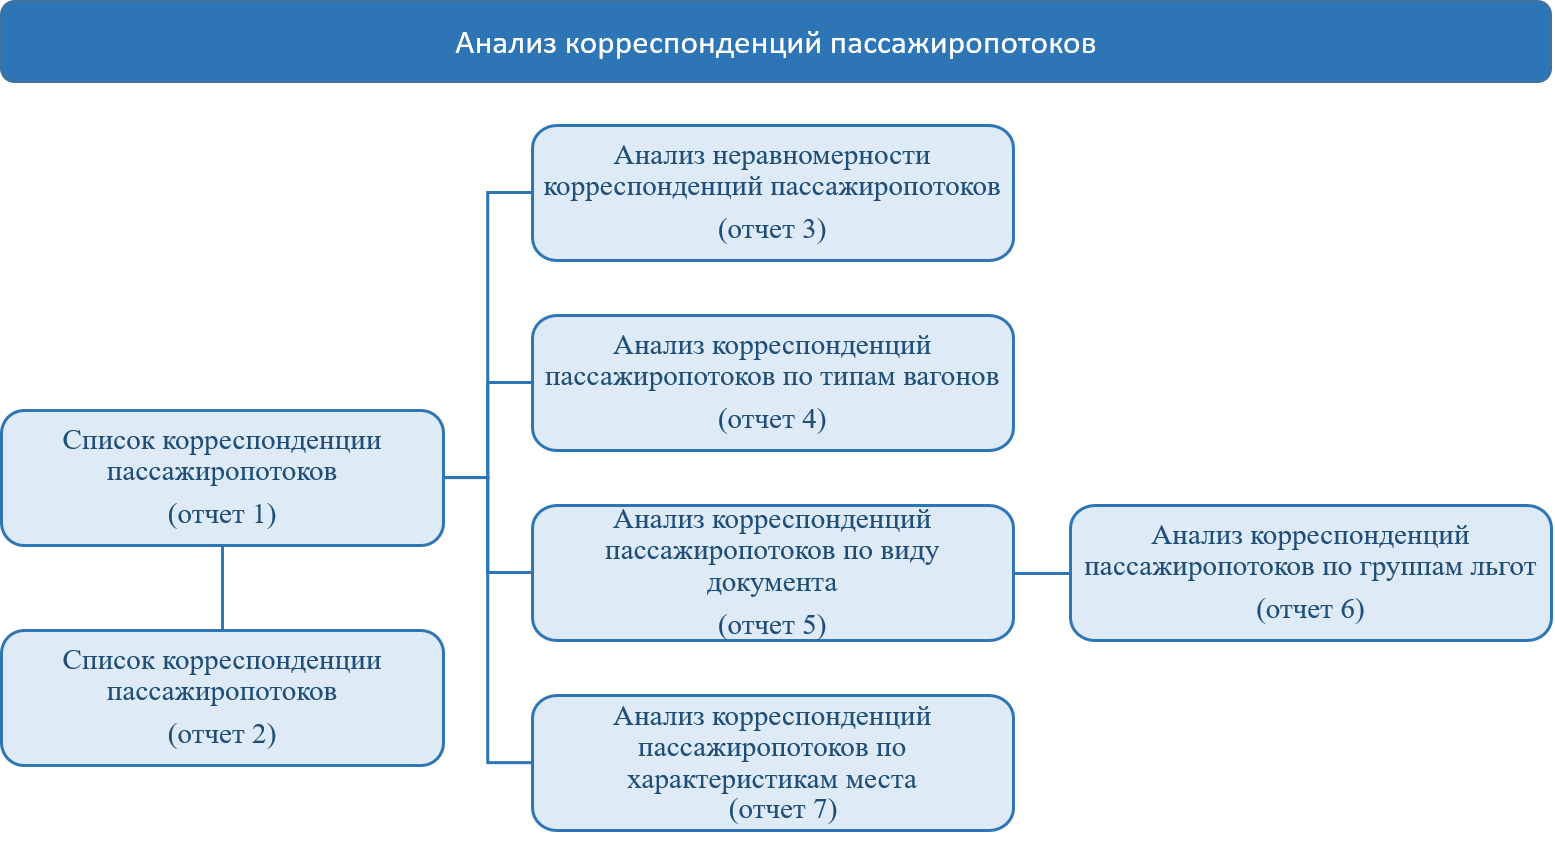 Анализ корреспонденций пассажиропотоков
Анализ неравномерности
корреспонденций пассажиропотоков
(отчет 3)
Анализ корреспонденций
пассажиропотоков по типам вагонов
(отчет 4)
Список корреспонденции
пассажиропотоков
(отчет 1)
Анализ корреспонденций
пассажиропотоков по виду
документа
(отчет 5)
Анализ корреспонденций
пассажиропотоков по группам льгот
(отчет 6)
Список корреспонденции
пассажиропотоков
(отчет 2)
Анализ корреспонденций
пассажиропотоков по
характеристикам места
(отчет 7)